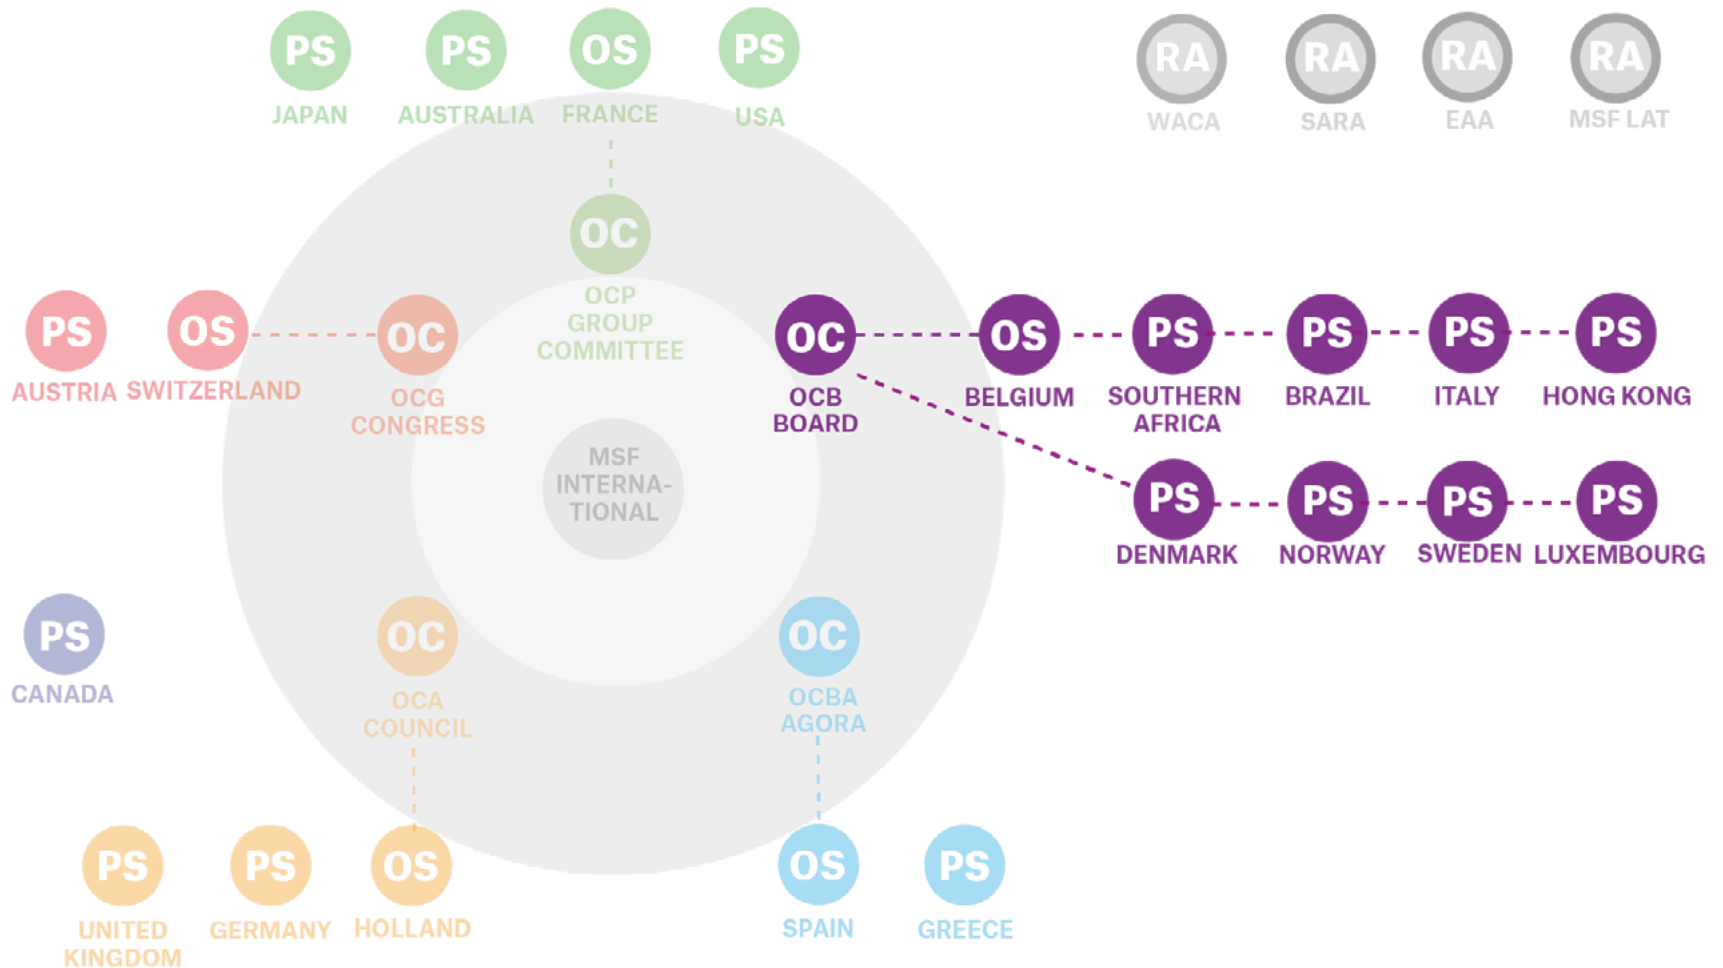 PS
PS
OS
PS
JAPAN
AUSTRALIA
FRANCE
USA
RA
RA
RA
RA
WACA
SARA
EAA
MSF LAT
OC
OCP
GROUP
COMMITTEE
PS
OS
OC
AUSTRIA
SWITZERLAND
OCG
CONGRESS
OC
OS
PS
PS
PS
PS
OCB
BOARD
BELGIUM
SOUTHERN
AFRICA
BRAZIL
ITALY
HONG KONG
MSF
INTERNA-
TIONAL
PS
PS
PS
PS
DENMARK
NORWAY
SWEDEN
LUXEMBOURG
PS
CANADA
OC
OCA
COUNCIL
OC
OCBA
AGORA
PS
PS
OS
UNITED
KINGDOM
GERMANY
HOLLAND
OS
PS
SPAIN
GREECE